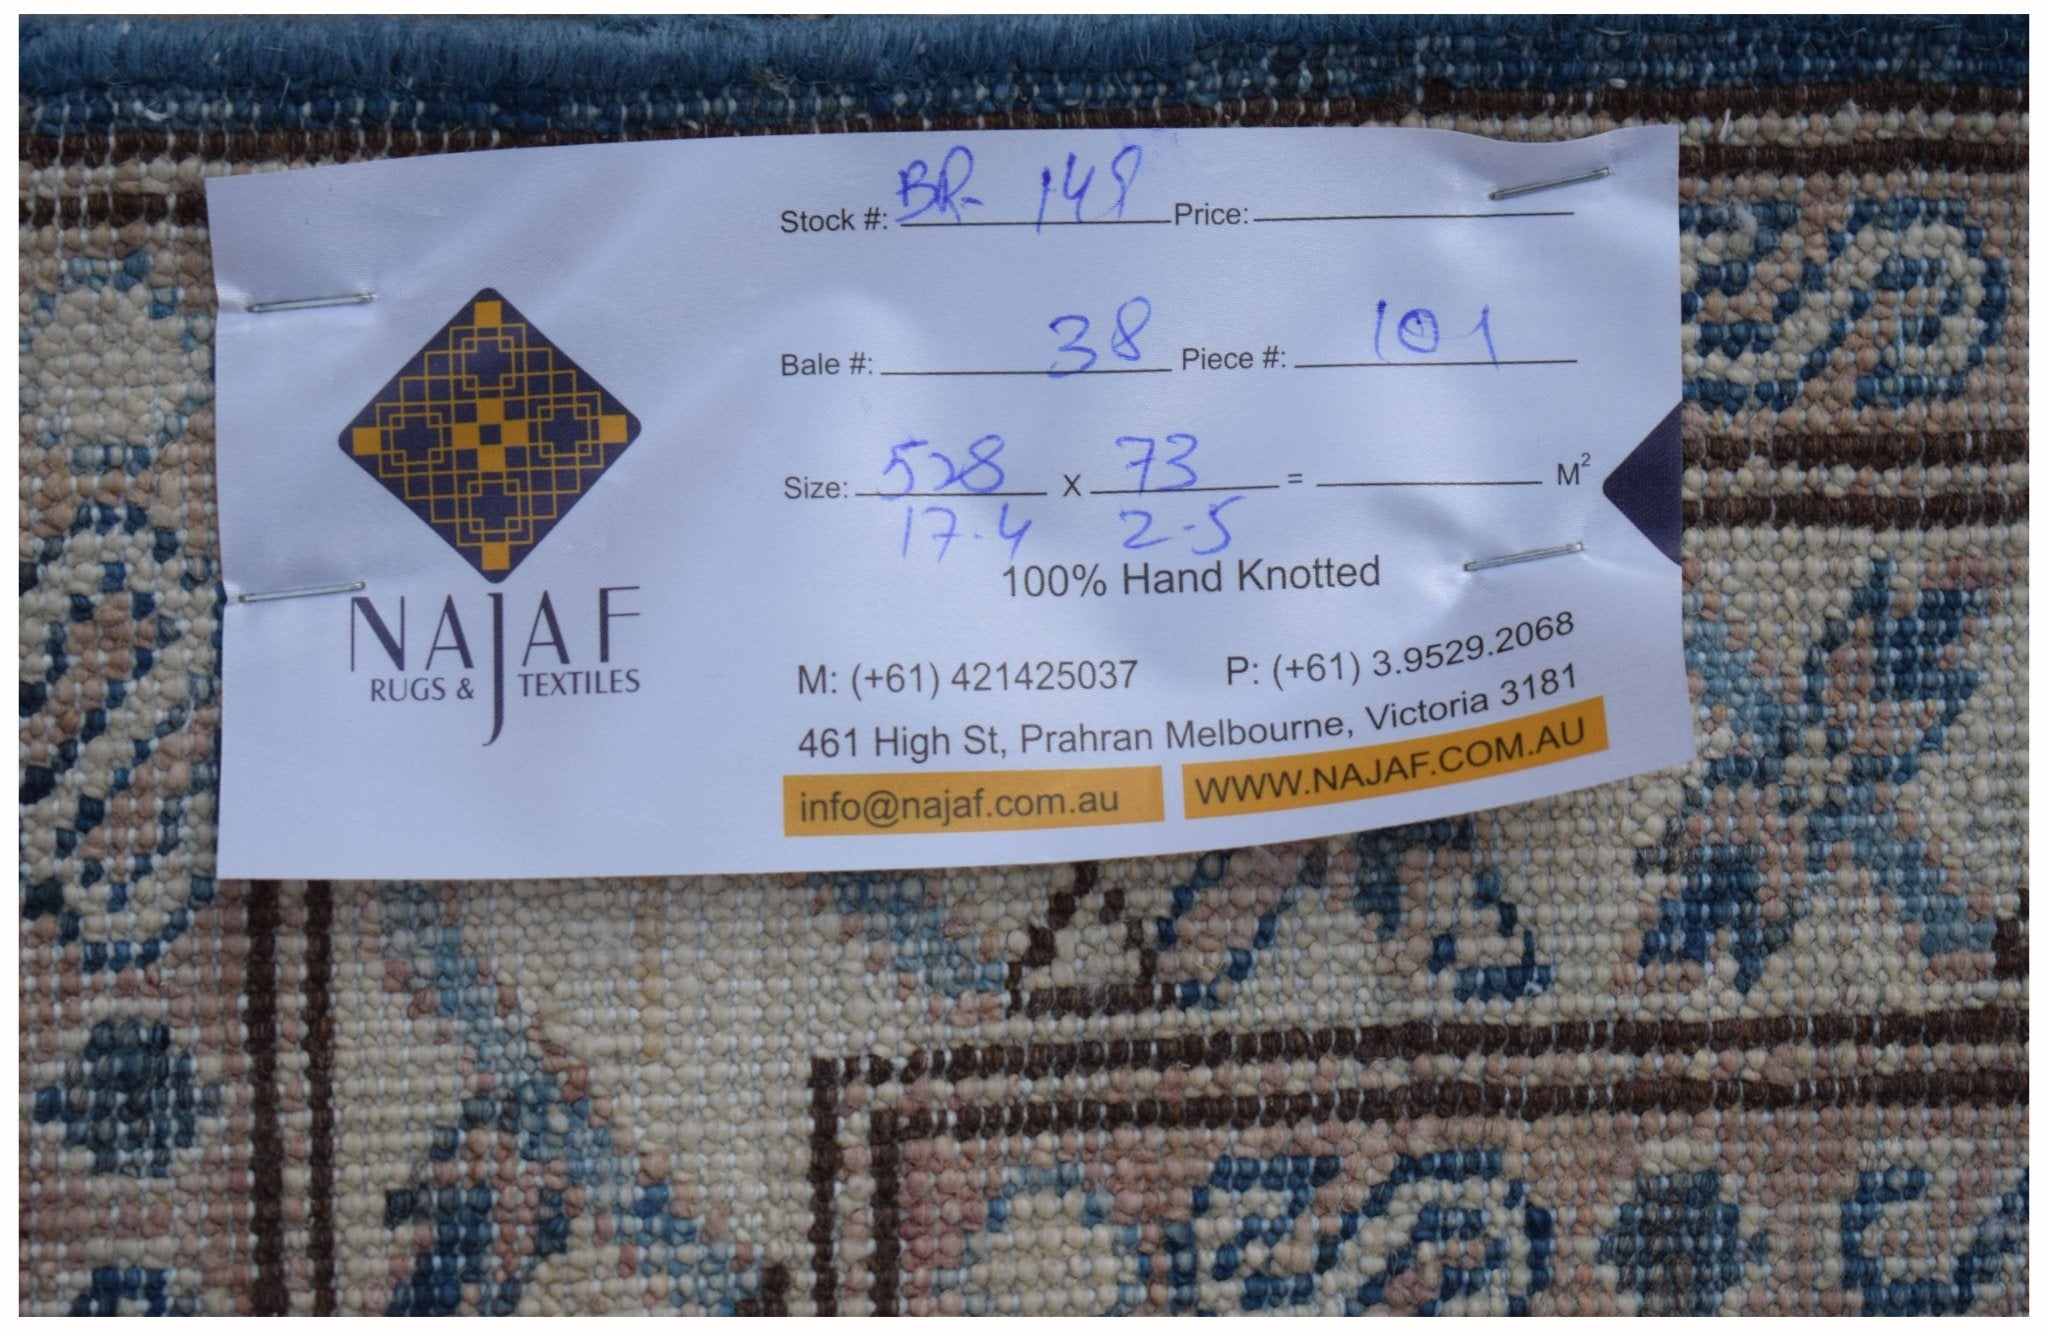 Stock #: BR- 148 Price:
Bale #: 38 Piece #: 101
Size: 528 X 73 = M²
17.4 2-5
100% Hand Knotted
NAJAF
RUGS & TEXTILES
M: (+61) 421425037 P: (+61) 3.9529.2068
461 High St, Prahran Melbourne, Victoria 3181
info@najaf.com.au WWW.NAJAF.COM.AU